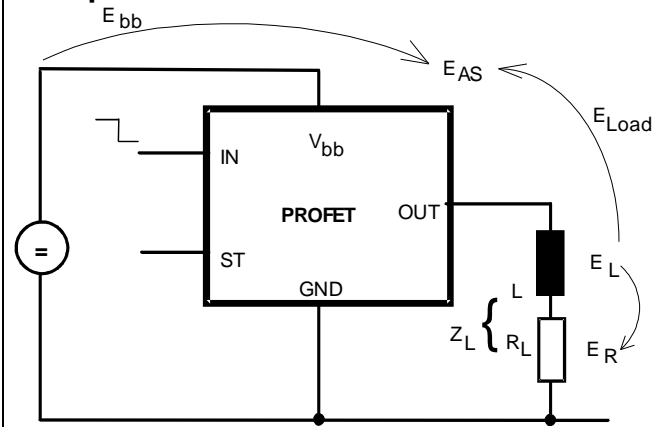 E bb
E AS
E Load
IN
V bb
PROFET
OUT
=
ST
GND
L
E L
Z L { R L
E R